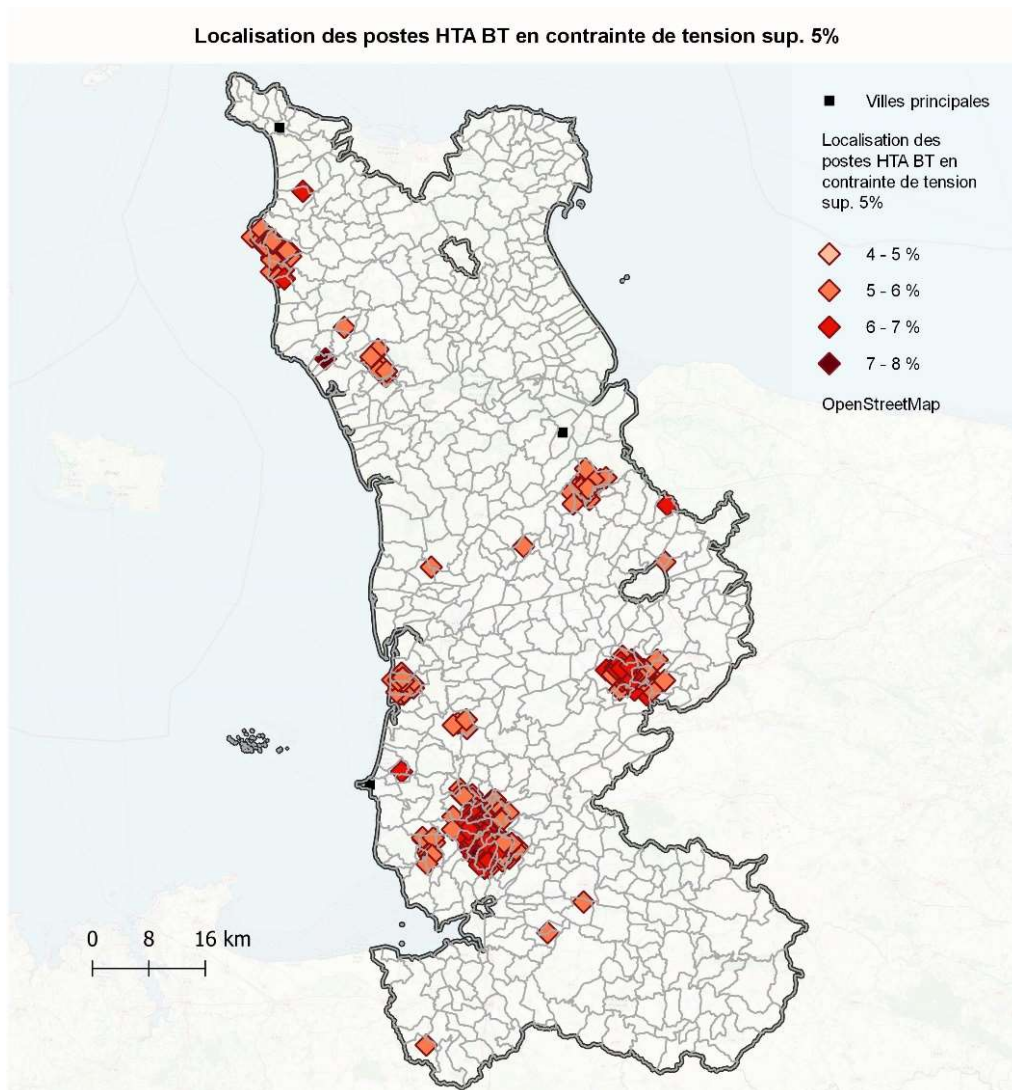 Localisation des postes HTA BT en contrainte de tension sup. 5%
Villes principales
Localisation des
postes HTA BT en
contrainte de tension
sup. 5%
4 - 5 %
5 - 6 %
6 - 7 %
7 - 8 %
OpenStreetMap
0 8 16 km